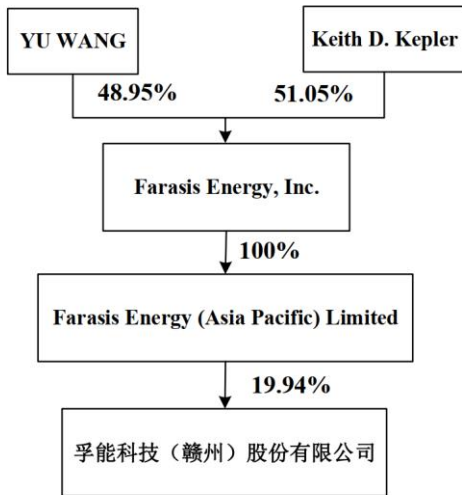 YU WANG
Keith D. Kepler
48.95%
51.05%
Farasis Energy, Inc.
100%
Farasis Energy (Asia Pacific) Limited
19.94%
孚能科技（赣州）股份有限公司